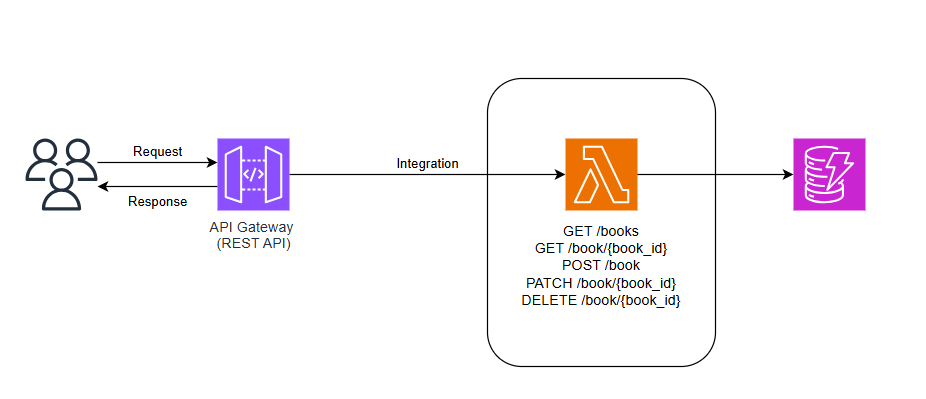 Request
Response
API Gateway
(REST API)
Integration
</>
GET /books
GET /book/{book_id}
POST /book
PATCH /book/{book_id}
DELETE /book/{book_id}